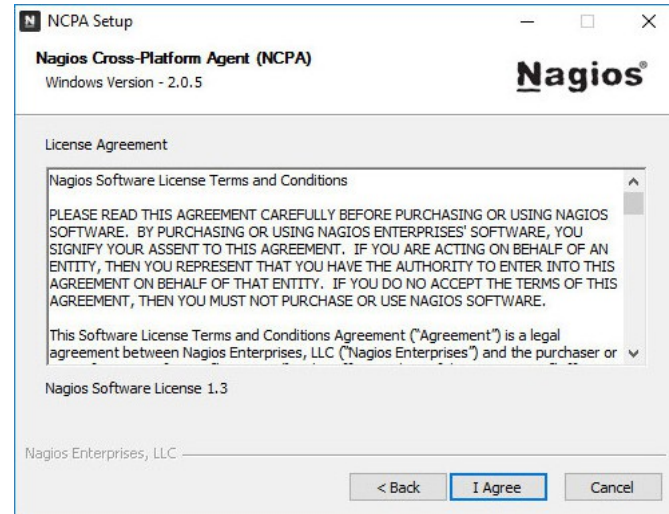 NCPA Setup
Nagios Cross-Platform Agent (NCPA)
Windows Version - 2.0.5
Nagios®
License Agreement
Nagios Software License Terms and Conditions
PLEASE READ THIS AGREEMENT CAREFULLY BEFORE PURCHASING OR USING NAGIOS
SOFTWARE.  BY PURCHASING OR USING NAGIOS ENTERPRISES' SOFTWARE, YOU
SIGNIFY YOUR ASSENT TO THIS AGREEMENT.  IF YOU ARE ACTING ON BEHALF OF AN
ENTITY, THEN YOU REPRESENT THAT YOU HAVE THE AUTHORITY TO ENTER INTO THIS
AGREEMENT ON BEHALF OF THAT ENTITY.  IF YOU DO NO ACCEPT THE TERMS OF THIS
AGREEMENT, THEN YOU MUST NOT PURCHASE OR USE NAGIOS SOFTWARE.
This Software License Terms and Conditions Agreement ("Agreement") is a legal
agreement between Nagios Enterprises, LLC ("Nagios Enterprises") and the purchaser or
Nagios Software License 1.3
Nagios Enterprises, LLC
< Back
I Agree
Cancel